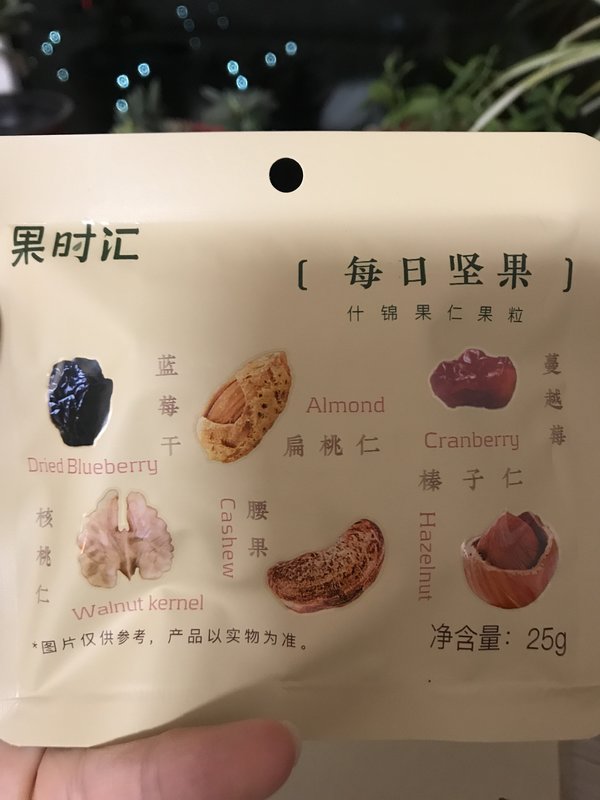 果时汇
[ 每日坚果 ]
什锦果仁果粒
蓝莓干
Dried Blueberry
Almond
扁桃仁
蔓越莓
Cranberry
核桃仁
Walnut kernel
腰果
Cashew
榛子仁
Hazelnut
*图片仅供参考，产品以实物为准。
净含量：25g